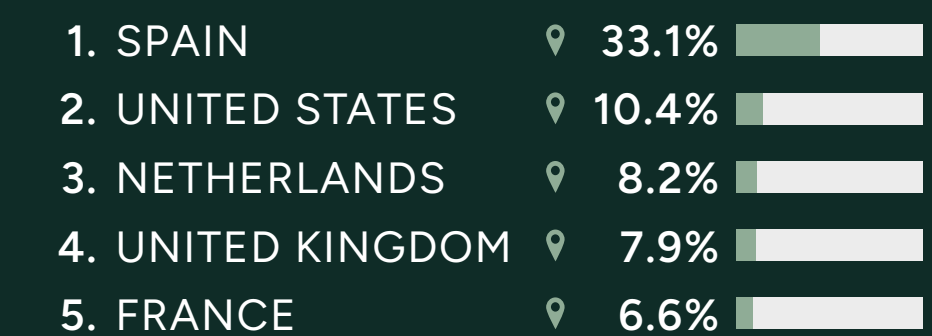 1. SPAIN 33.1%
2. UNITED STATES 10.4%
3. NETHERLANDS 8.2%
4. UNITED KINGDOM 7.9%
5. FRANCE 6.6%